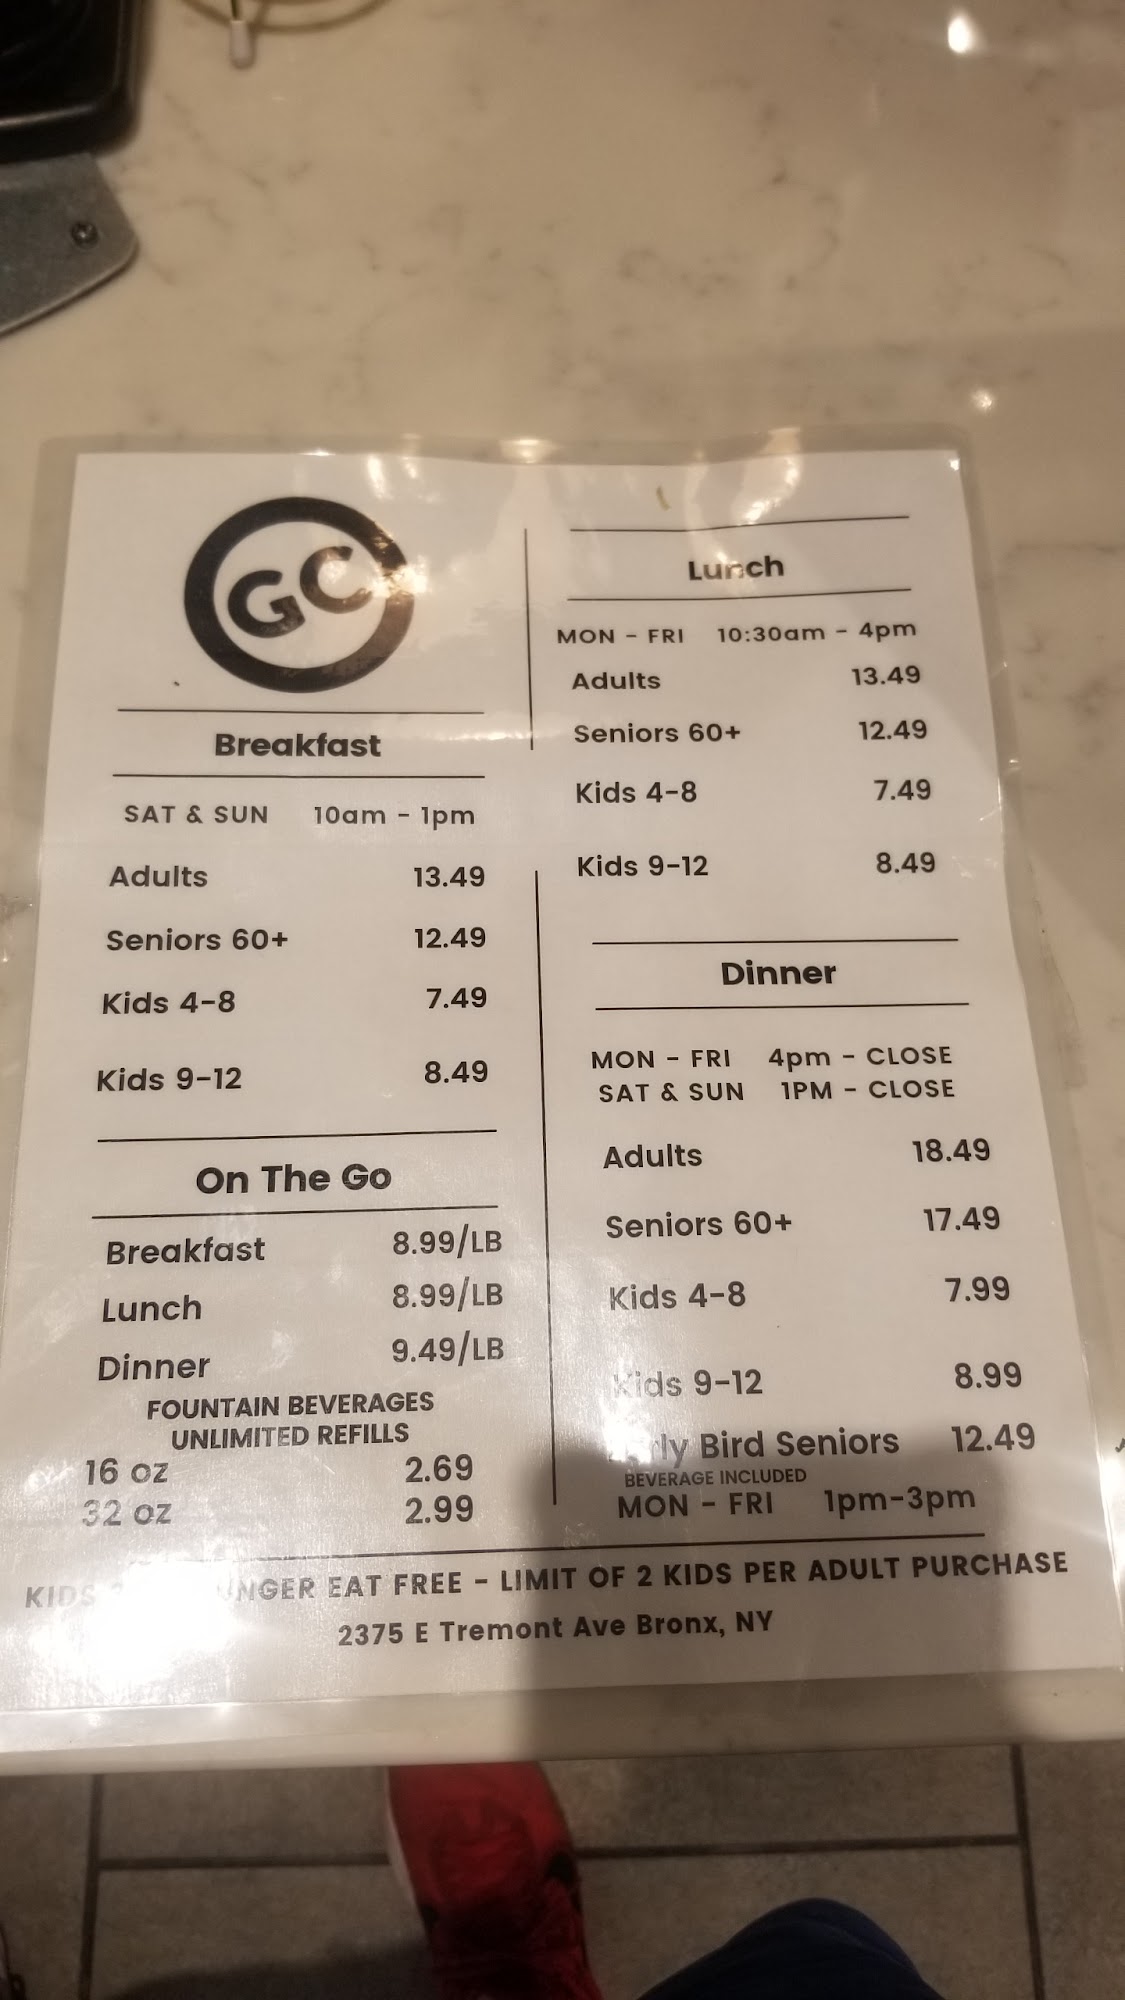 GC
Breakfast
SAT & SUN 10am - 1pm
Adults 13.49
Seniors 60+ 12.49
Kids 4-8 7.49
Kids 9-12 8.49
On The Go
Breakfast 8.99/LB
Lunch 8.99/LB
Dinner 9.49/LB
FOUNTAIN BEVERAGES
UNLIMITED REFILLS
16 oz 2.69
32 oz 2.99
Lunch
MON - FRI 10:30am - 4pm
Adults 13.49
Seniors 60+ 12.49
Kids 4-8 7.49
Kids 9-12 8.49
Dinner
MON - FRI 4pm - CLOSE
SAT & SUN 1PM - CLOSE
Adults 18.49
Seniors 60+ 17.49
Kids 4-8 7.99
Kids 9-12 8.99
Early Bird Seniors 12.49
BEVERAGE INCLUDED
MON - FRI 1pm-3pm
KIDS EAT FREE - LIMIT OF 2 KIDS PER ADULT PURCHASE
2375 E Tremont Ave Bronx, NY